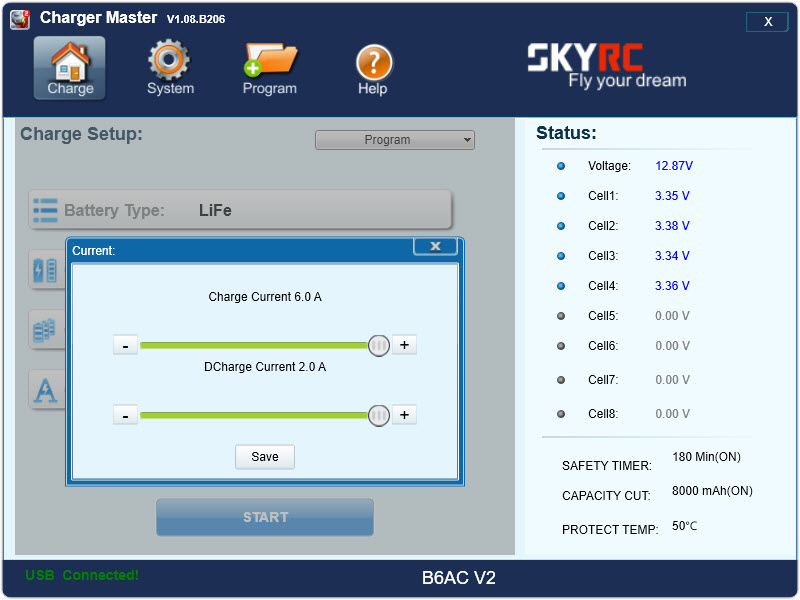 Charger Master V1.08.B206
X
Charge
System
Program
Help
SKYRC
Fly your dream
Charge Setup:
Program
Battery Type: LiFe
Current:
X
Charge Current 6.0 A
- +
DCharge Current 2.0 A
- +
Save
START
Status:
Voltage: 12.87V
Cell1: 3.35 V
Cell2: 3.38 V
Cell3: 3.34 V
Cell4: 3.36 V
Cell5: 0.00 V
Cell6: 0.00 V
Cell7: 0.00 V
Cell8: 0.00 V
SAFETY TIMER: 180 Min(ON)
CAPACITY CUT: 8000 mAh(ON)
PROTECT TEMP: 50°C
USB Connected!
B6AC V2